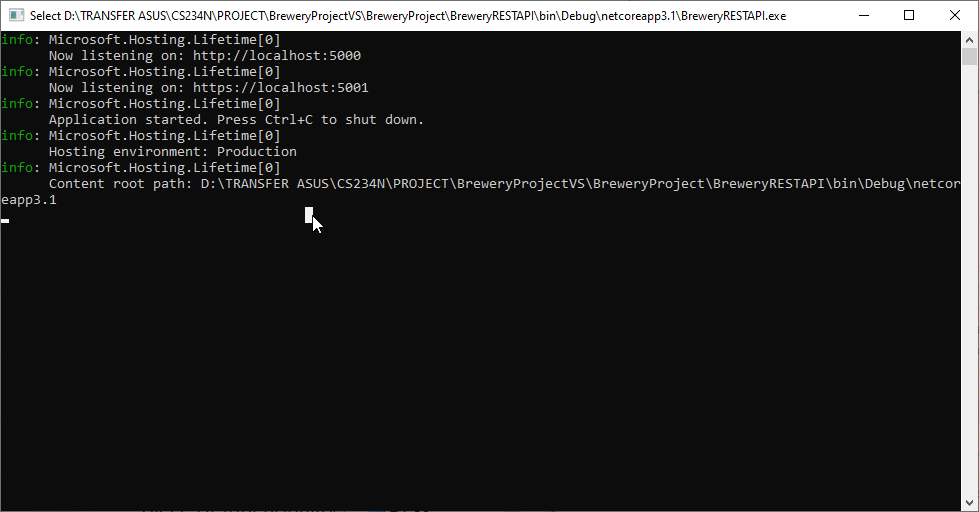 Select D:\TRANSFER ASUS\CS234N\PROJECT\BreweryProjectVS\BreweryProject\BreweryRESTAPI\bin\Debug\netcoreapp3.1\BreweryRESTAPI.exe
info: Microsoft.Hosting.Lifetime[0]
Now listening on: http://localhost:5000
info: Microsoft.Hosting.Lifetime[0]
Now listening on: https://localhost:5001
info: Microsoft.Hosting.Lifetime[0]
Application started. Press Ctrl+C to shut down.
info: Microsoft.Hosting.Lifetime[0]
Hosting environment: Production
info: Microsoft.Hosting.Lifetime[0]
Content root path: D:\TRANSFER ASUS\CS234N\PROJECT\BreweryProjectVS\BreweryProject\BreweryRESTAPI\bin\Debug\netcor
eapp3.1